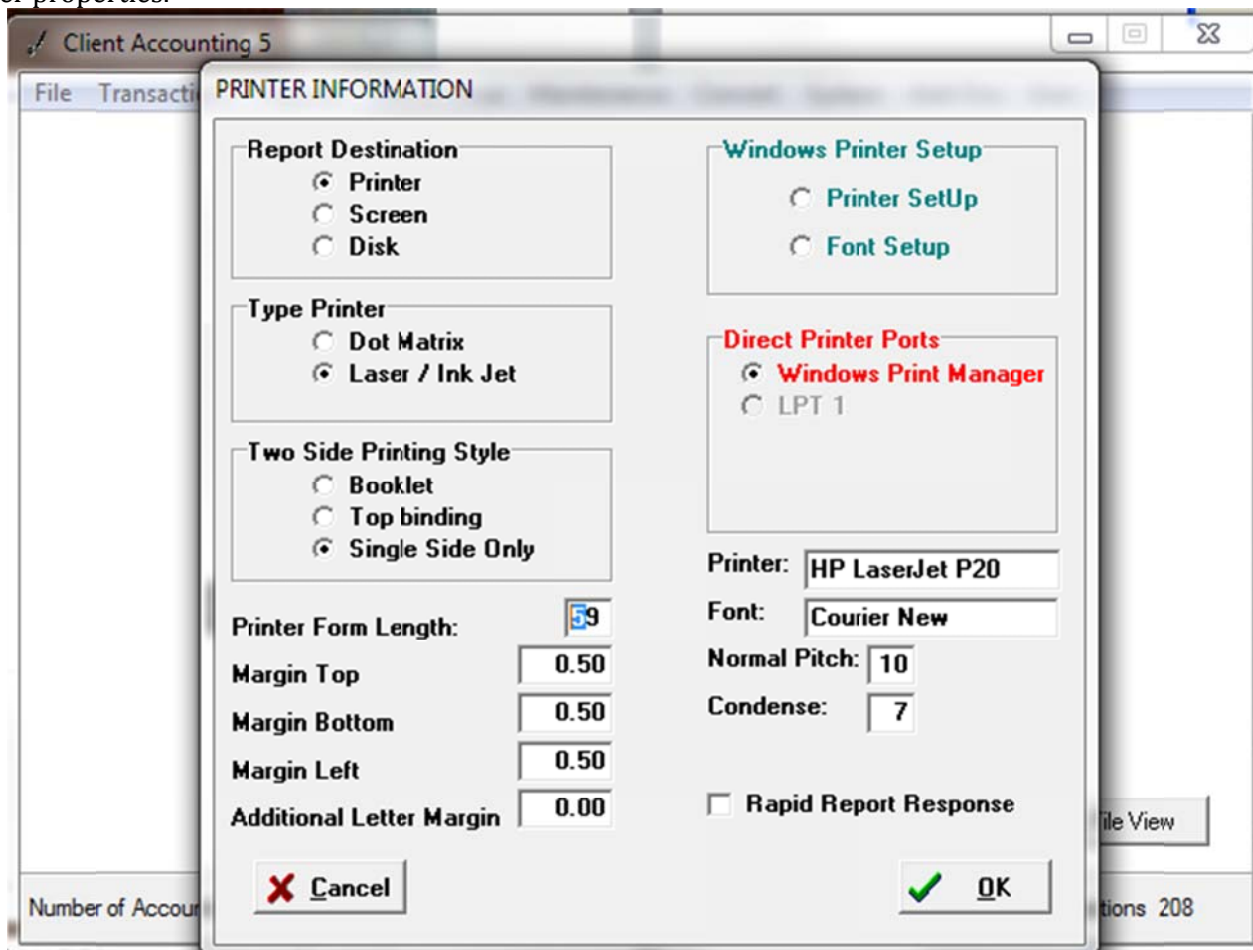 er properties.
Client Accounting 5
File Transacti
PRINTER INFORMATION
Report Destination
Printer
Screen
Disk
Type Printer
Dot Matrix
Laser / Ink Jet
Two Side Printing Style
Booklet
Top binding
Single Side Only
Printer Form Length: 59
Margin Top 0.50
Margin Bottom 0.50
Margin Left 0.50
Additional Letter Margin 0.00
Windows Printer Setup
Printer SetUp
Font Setup
Direct Printer Ports
Windows Print Manager
LPT 1
Printer: HP LaserJet P20
Font: Courier New
Normal Pitch: 10
Condense: 7
Rapid Report Response
Cancel
OK
File View
Number of Accour
tions 208